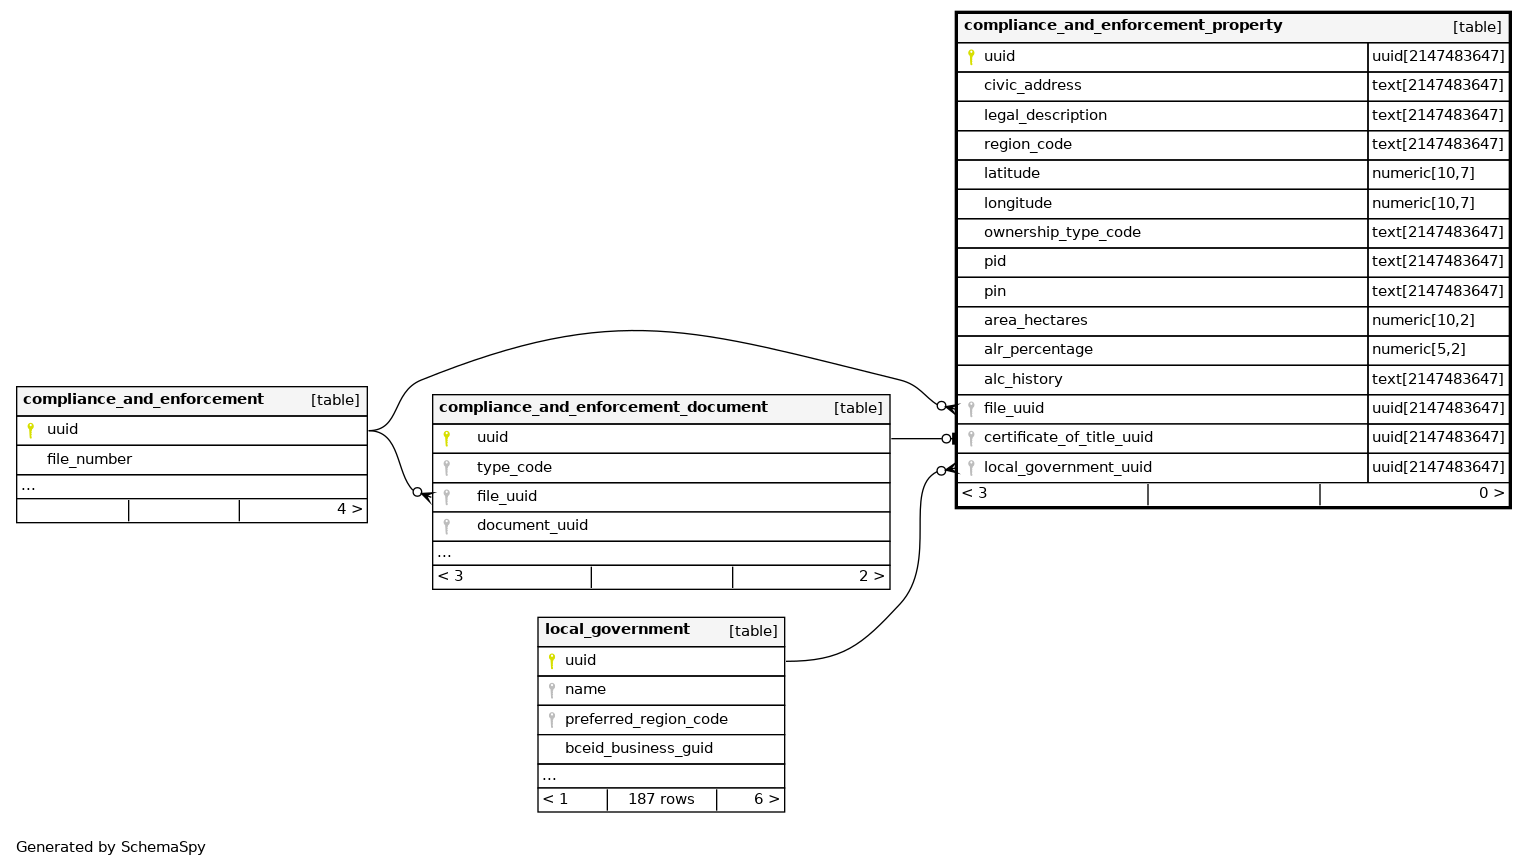 compliance_and_enforcement_property [table]
uuid uuid[2147483647]
civic_address text[2147483647]
legal_description text[2147483647]
region_code text[2147483647]
latitude numeric[10,7]
longitude numeric[10,7]
ownership_type_code text[2147483647]
pid text[2147483647]
pin text[2147483647]
area_hectares numeric[10,2]
alr_percentage numeric[5,2]
alc_history text[2147483647]
file_uuid uuid[2147483647]
certificate_of_title_uuid uuid[2147483647]
local_government_uuid uuid[2147483647]
< 3 0 >
compliance_and_enforcement [table]
uuid
file_number
...
4 >
compliance_and_enforcement_document [table]
uuid
type_code
file_uuid
document_uuid
...
< 3 2 >
local_government [table]
uuid
name
preferred_region_code
bceid_business_guid
...
< 1 187 rows 6 >
Generated by SchemaSpy